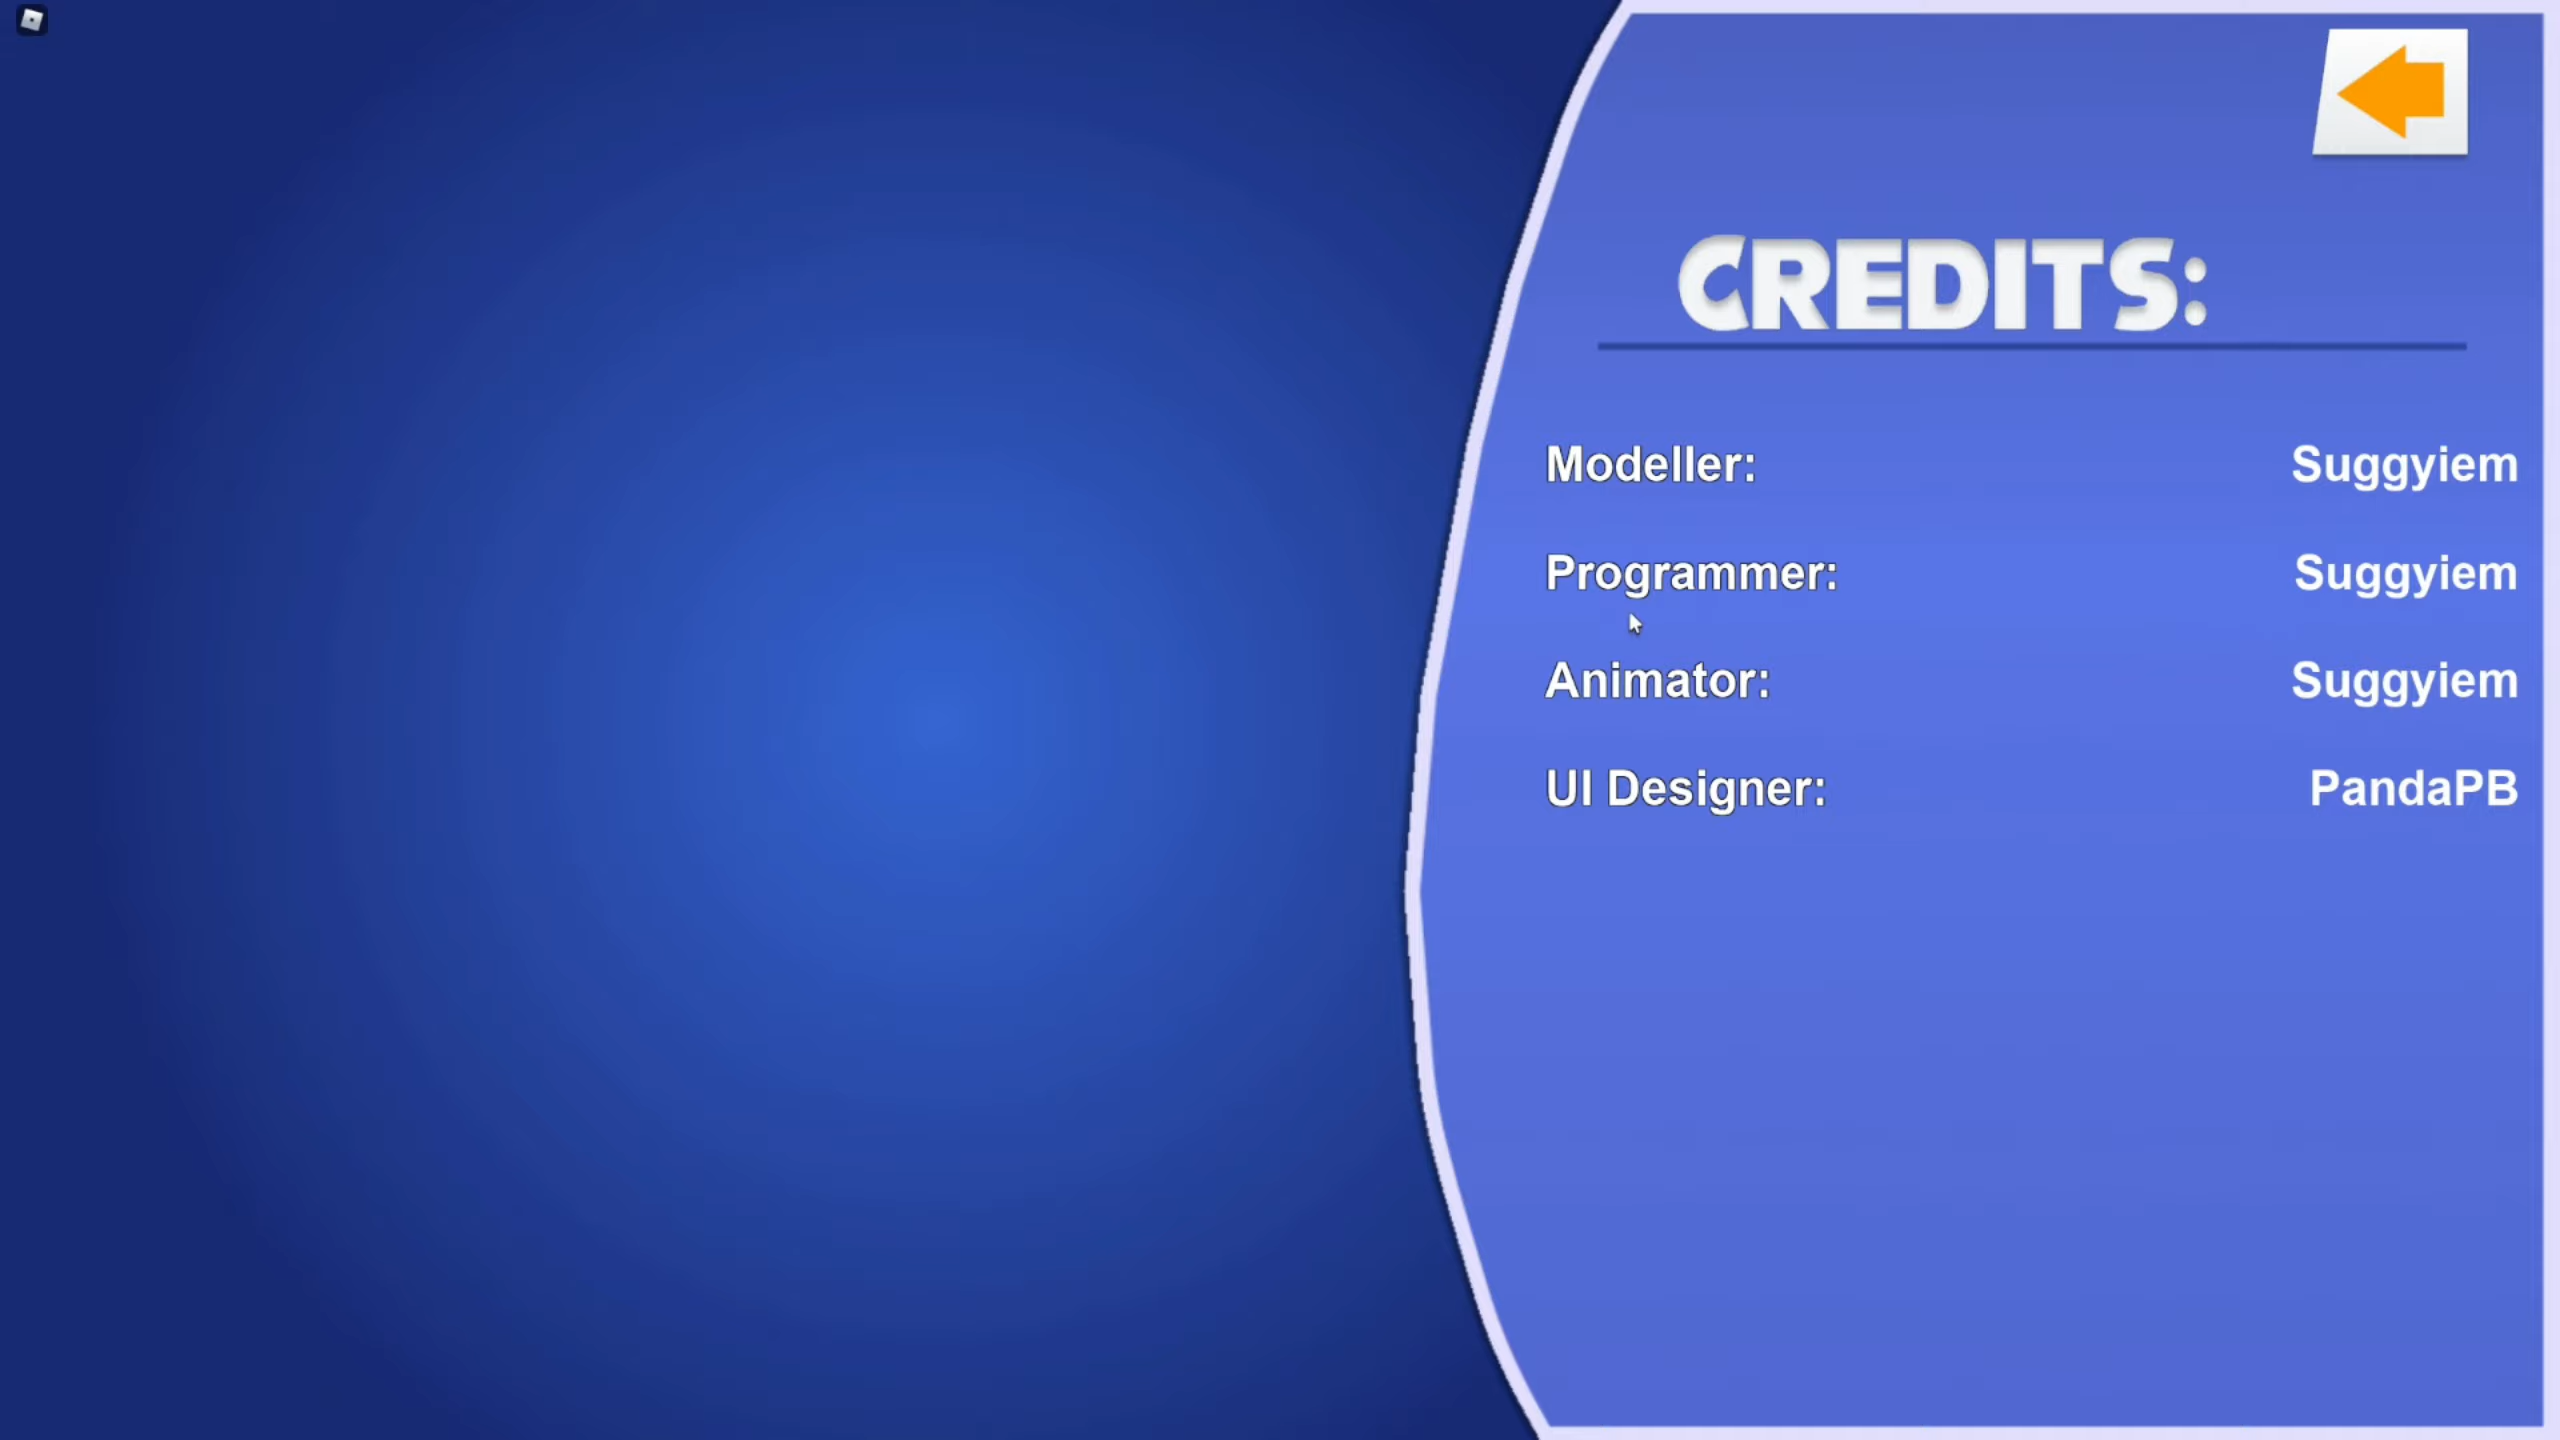 CREDITS:
Modeller: Suggyiem
Programmer: Suggyiem
Animator: Suggyiem
UI Designer: PandaPB